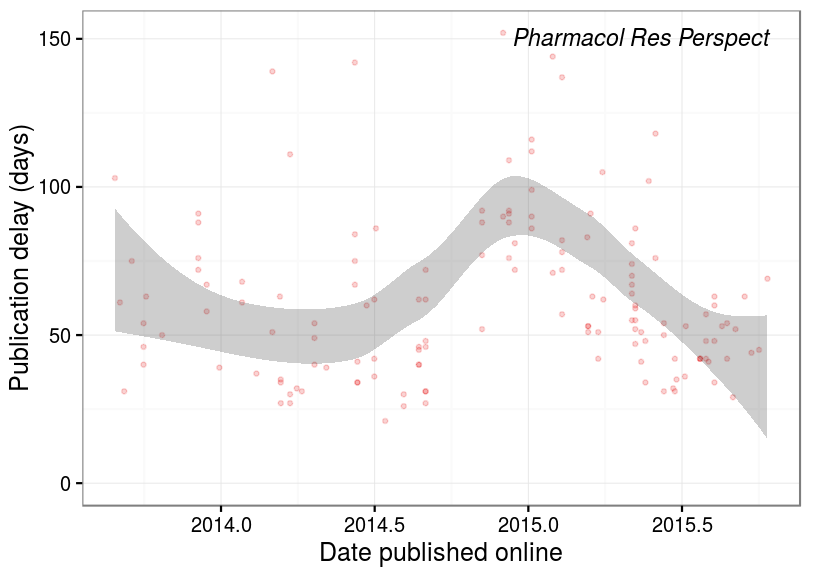 Pharmacol Res Perspect
Publication delay (days)
150
100
50
0
2014.0
2014.5
2015.0
2015.5
Date published online